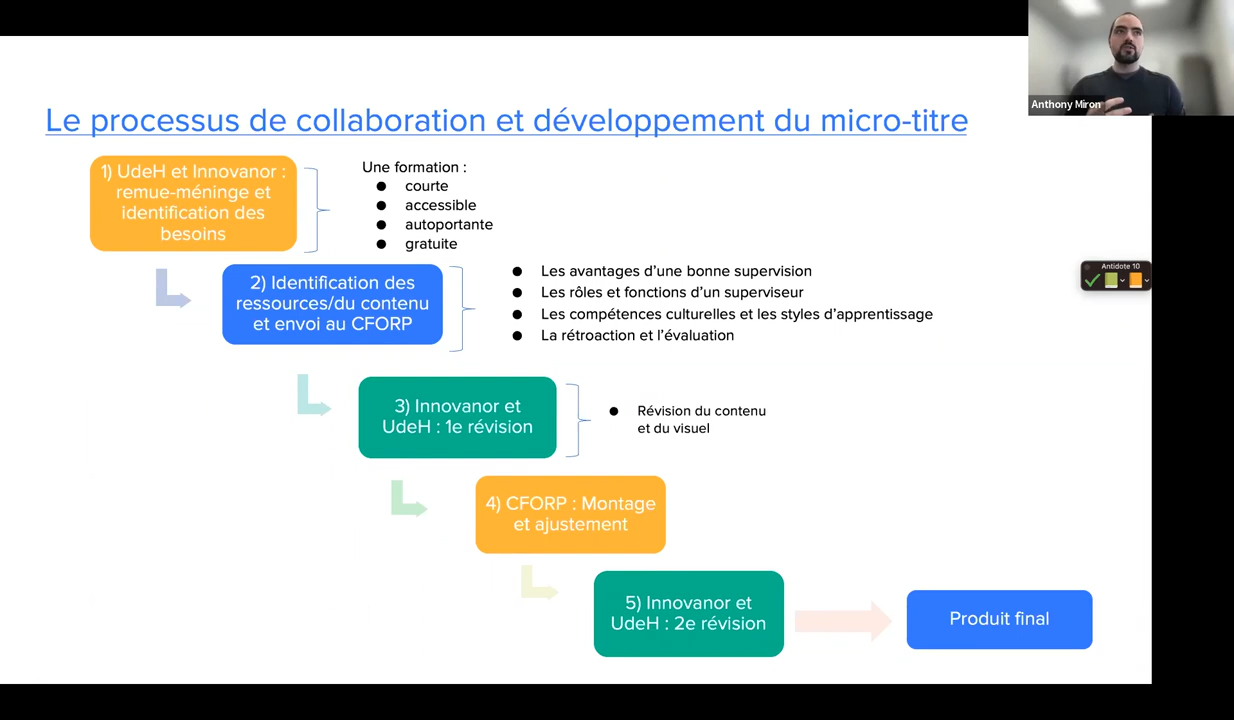 Anthony Miron
Le processus de collaboration et développement du micro-titre
1) UdeH et Innovanor :
remue-méninge et
identification des
besoins
Une formation :
● courte
● accessible
● autoportante
● gratuite
2) Identification des
ressources/du contenu
et envoi au CFORP
● Les avantages d’une bonne supervision
● Les rôles et fonctions d’un superviseur
● Les compétences culturelles et les styles d’apprentissage
● La rétroaction et l’évaluation
Antidote 10
3) Innovanor et
UdeH : 1e révision
● Révision du contenu
et du visuel
4) CFORP : Montage
et ajustement
5) Innovanor et
UdeH : 2e révision
Produit final